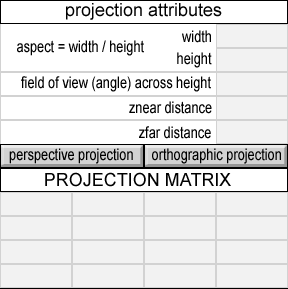 projection attributes
width
aspect = width / height
height
field of view (angle) across height
znear distance
zfar distance
perspective projection orthographic projection
PROJECTION MATRIX